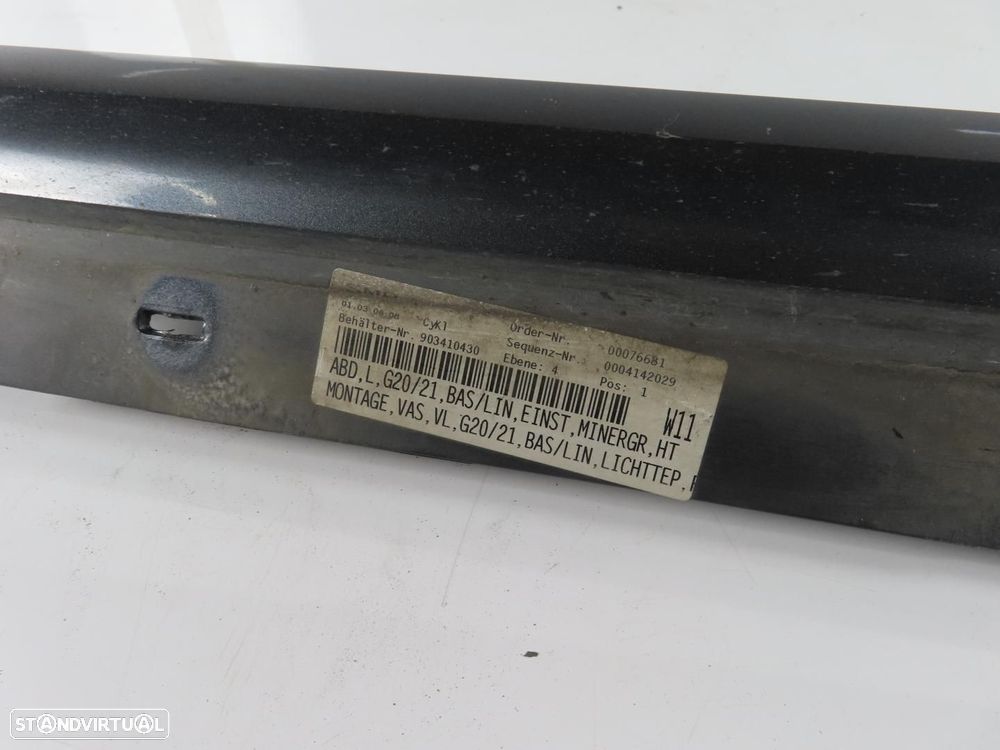 01.03 06:08 CyKl Order-Nr. 00076681
Behälter-Nr. 903410430 Sequenz-Nr. 0004142029
Ebene: 4 Pos: 1
W11
ABD,L,G20/21,BAS/LIN,EINST,MINERGR,HT
MONTAGE,VAS,VL,G20/21,BAS/LIN,LICHTTEP,
STANDVIRTUAL